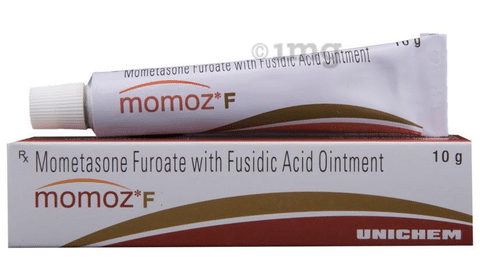 ©1mg
Mometasone Furoate with Fusidic Acid Ointment 10 g
momoz*F
Rx Mometasone Furoate with Fusidic Acid Ointment 10 g
momoz*F
UNICHEM